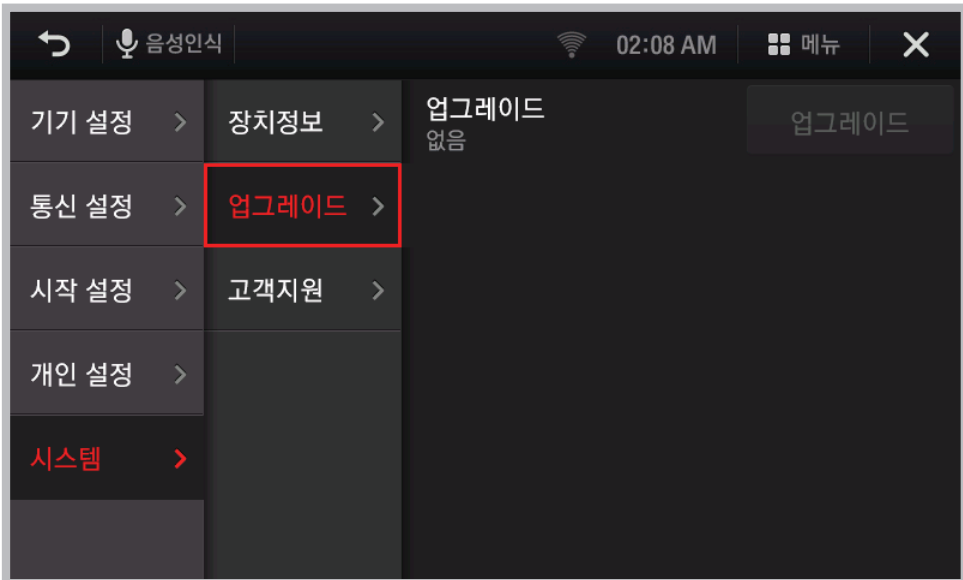 음성인식
02:08 AM
메뉴
기기 설정
통신 설정
시작 설정
개인 설정
시스템
장치정보
업그레이드
고객지원
업그레이드
없음
업그레이드